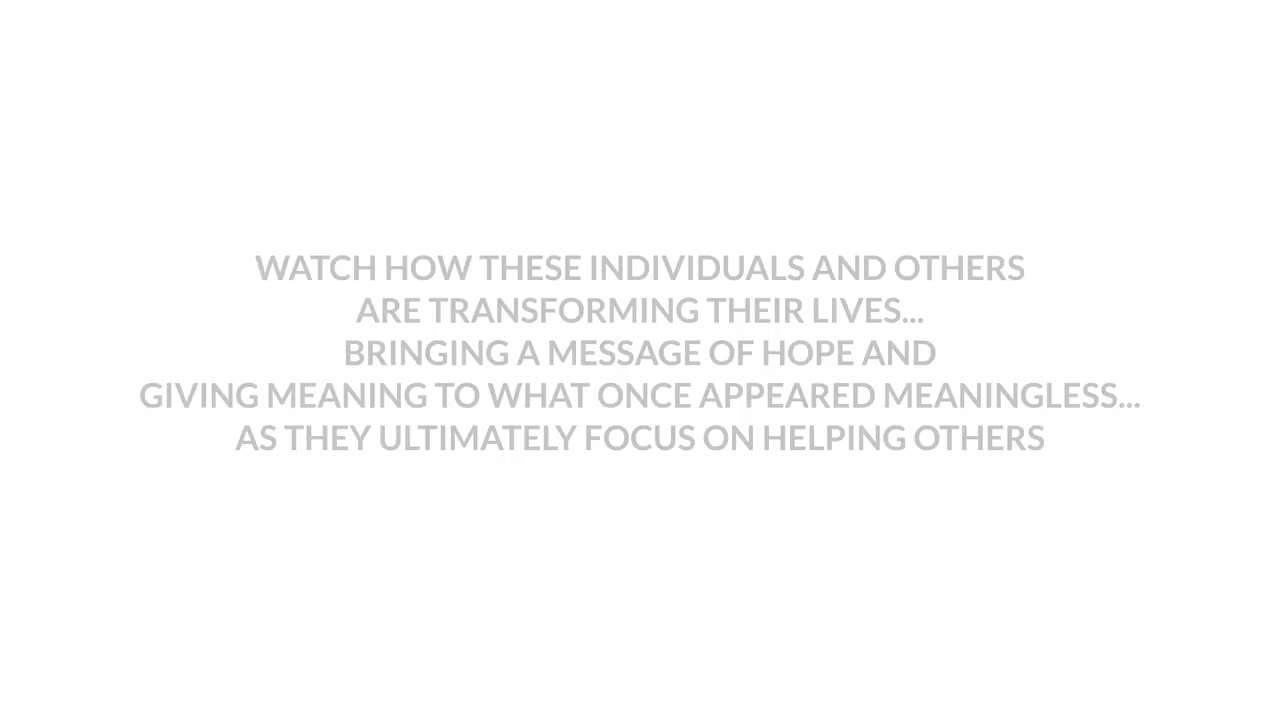 WATCH HOW THESE INDIVIDUALS AND OTHERS
ARE TRANSFORMING THEIR LIVES...
BRINGING A MESSAGE OF HOPE AND
GIVING MEANING TO WHAT ONCE APPEARED MEANINGLESS...
AS THEY ULTIMATELY FOCUS ON HELPING OTHERS